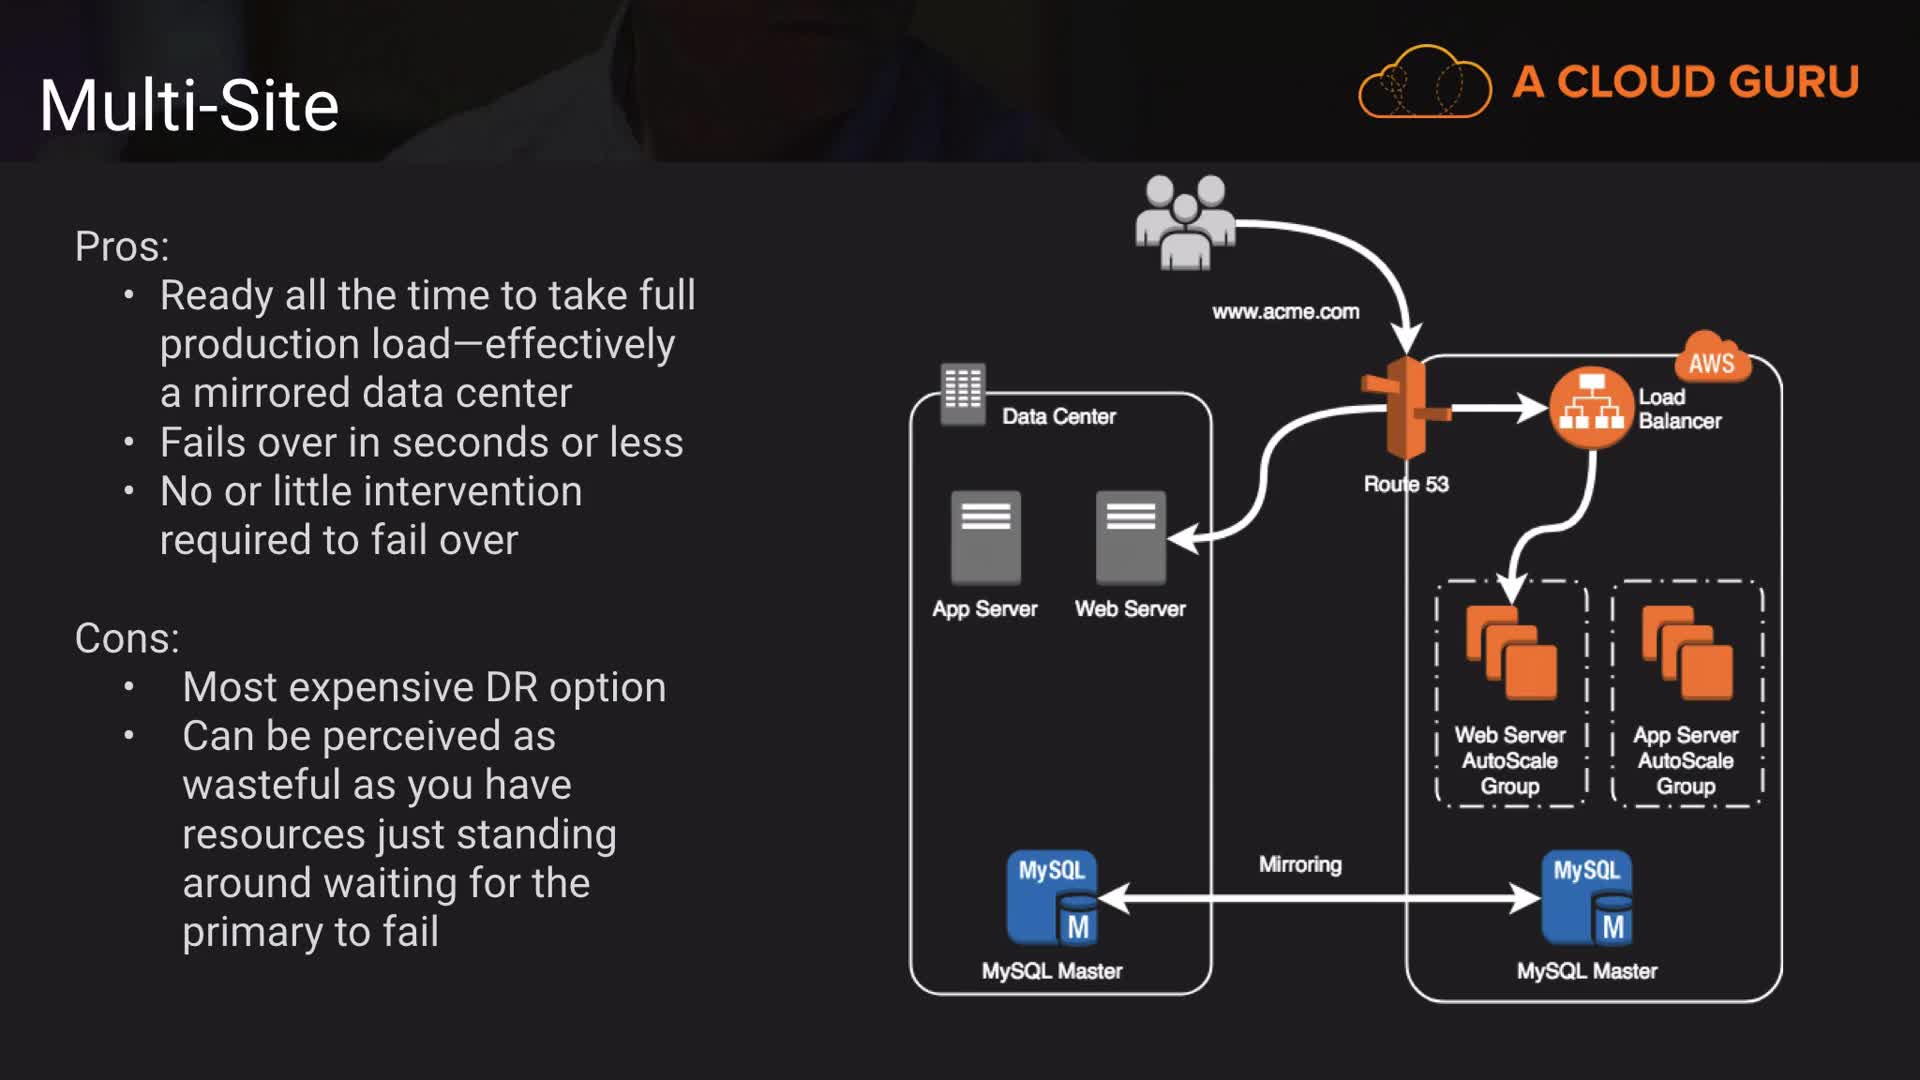 Multi-Site
A CLOUD GURU
Pros:
• Ready all the time to take full
production load—effectively
a mirrored data center
• Fails over in seconds or less
• No or little intervention
required to fail over
Cons:
• Most expensive DR option
• Can be perceived as
wasteful as you have
resources just standing
around waiting for the
primary to fail
www.acme.com
AWS
Load
Balancer
Data Center
Route 53
App Server
Web Server
Web Server
AutoScale
Group
App Server
AutoScale
Group
Mirroring
MySQL
M
MySQL Master
MySQL
M
MySQL Master